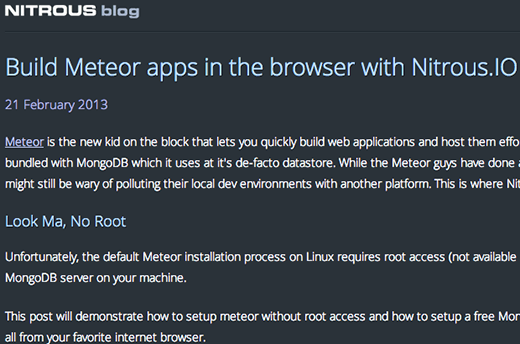 NITROUS blog
Build Meteor apps in the browser with Nitrous.IO
21 February 2013
Meteor is the new kid on the block that lets you quickly build web applications and host them
bundled with MongoDB which it uses at it's de-facto datastore. While the Meteor guys have done
might still be wary of polluting their local dev environments with another platform. This is where
Look Ma, No Root
Unfortunately, the default Meteor installation process on Linux requires root access (not available
MongoDB server on your machine.
This post will demonstrate how to setup meteor without root access and how to setup a free
all from your favorite internet browser.